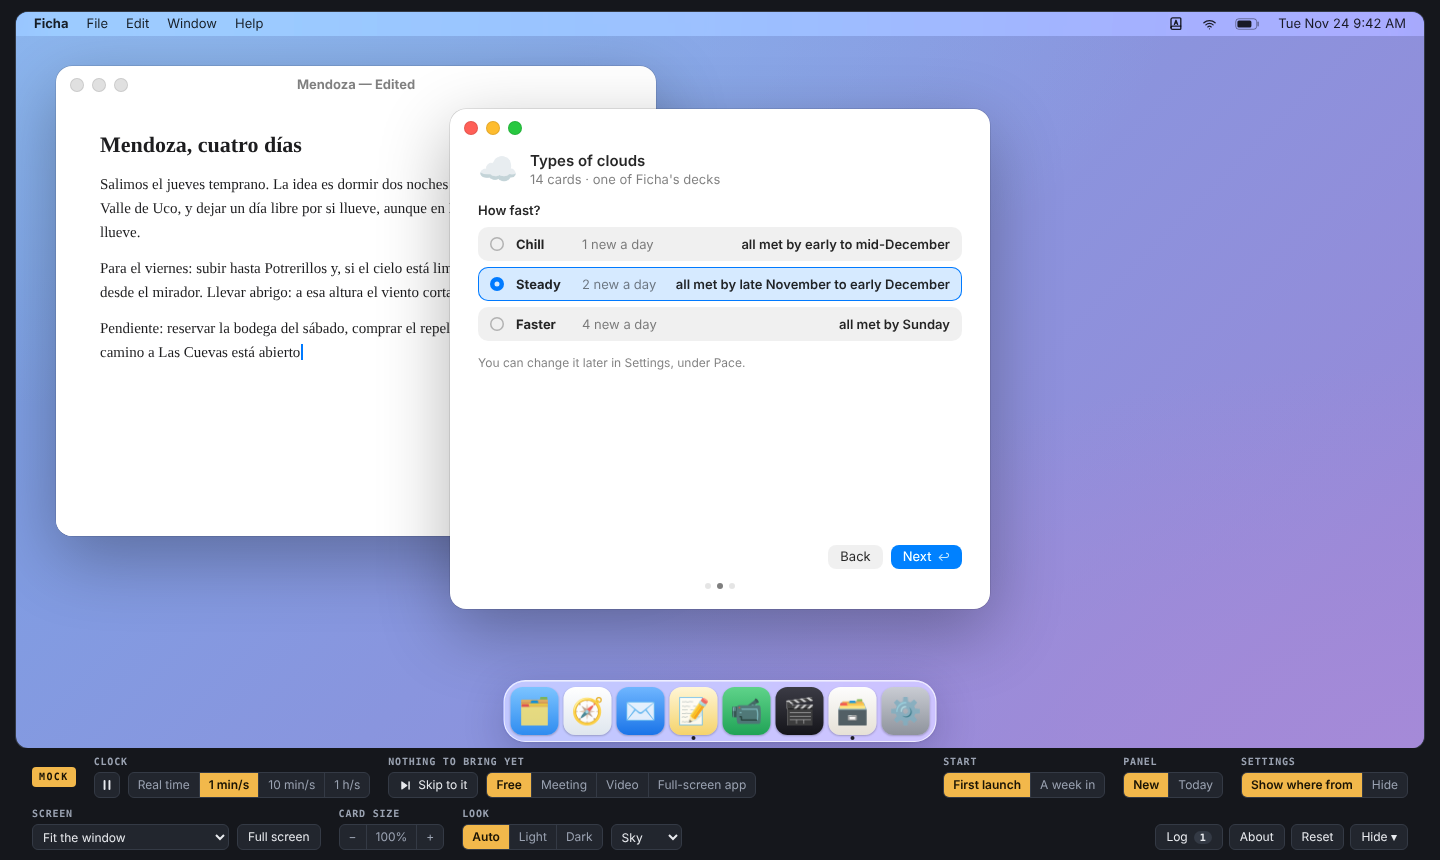 Ficha File Edit Window Help
Tue Nov 24 9:42 AM
Mendoza — Edited
Mendoza, cuatro días
Salimos el jueves temprano. La idea es dormir dos noches
Valle de Uco, y dejar un día libre por si llueve, aunque en
llueve.
Para el viernes: subir hasta Potrerillos y, si el cielo está
desde el mirador. Llevar abrigo: a esa altura el viento
Pendiente: reservar la bodega del sábado, comprar el
camino a Las Cuevas está abierto
Types of clouds
14 cards · one of Ficha's decks
How fast?
Chill 1 new a day all met by early to mid-December
Steady 2 new a day all met by late November to early December
Faster 4 new a day all met by Sunday
You can change it later in Settings, under Pace.
Back Next ↩
MOCK
CLOCK
Real time 1 min/s 10 min/s 1 h/s
NOTHING TO BRING YET
Skip to it Free Meeting Video Full-screen app
START
First launch A week in
PANEL
New Today
SETTINGS
Show where from Hide
SCREEN
Fit the window Full screen
CARD SIZE
− 100% +
LOOK
Auto Light Dark Sky
Log 1 About Reset Hide ▾